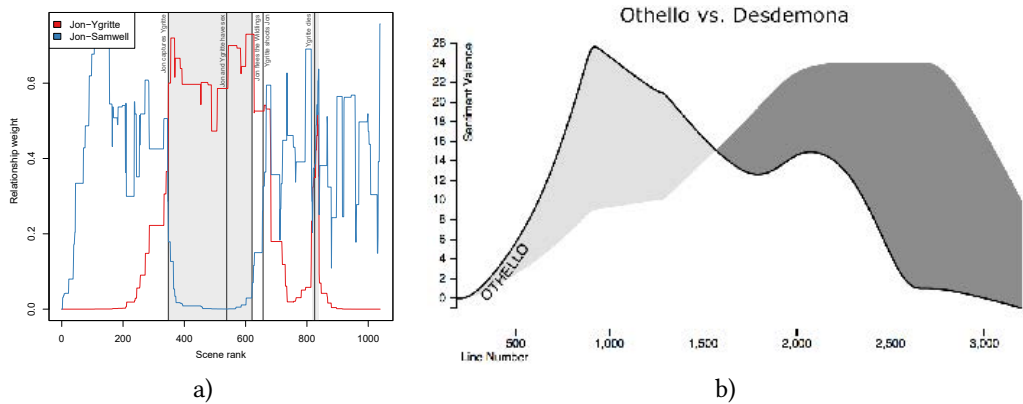 Jon-Ygritte
Jon-Samwell
Jon captures Ygritte
Jon and Ygritte have sex
Jon flees the Wildlings
Ygritte shoots Jon
Ygritte dies
Relationship weight
0.0
0.2
0.4
0.6
0
200
400
600
800
1000
Scene rank
a)
Othello vs. Desdemona
Sentiment Valance
26
24
22
20
18
16
14
12
10
8
6
4
2
0
OTHELLO
500
1,000
1,500
2,000
2,500
3,000
Line Number
b)